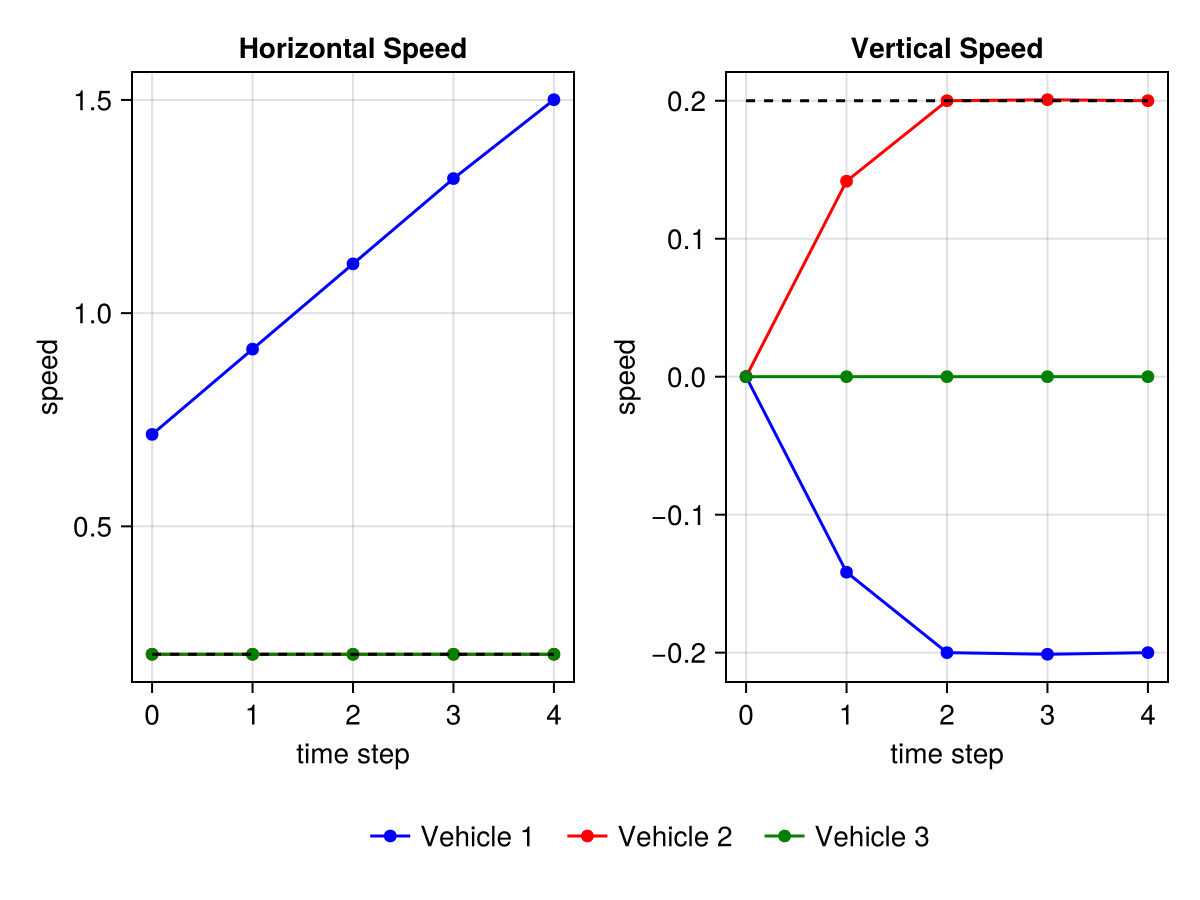 Horizontal Speed
1.5
1.0
0.5
speed
0 1 2 3 4
time step
Vertical Speed
0.2
0.1
0.0
−0.1
−0.2
speed
0 1 2 3 4
time step
Vehicle 1 Vehicle 2 Vehicle 3